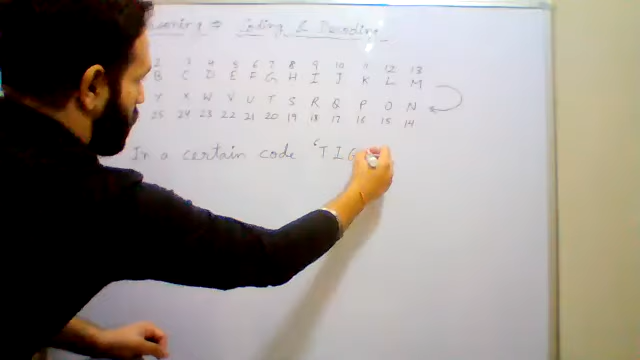 Coding & Decoding
2 3 4 5 6 7 8 9 10 11 12 13
B C D E F G H I J K L M
Y X W V U T S R Q P O N
25 24 23 22 21 20 19 18 17 16 15 14
In a certain code 'TIG